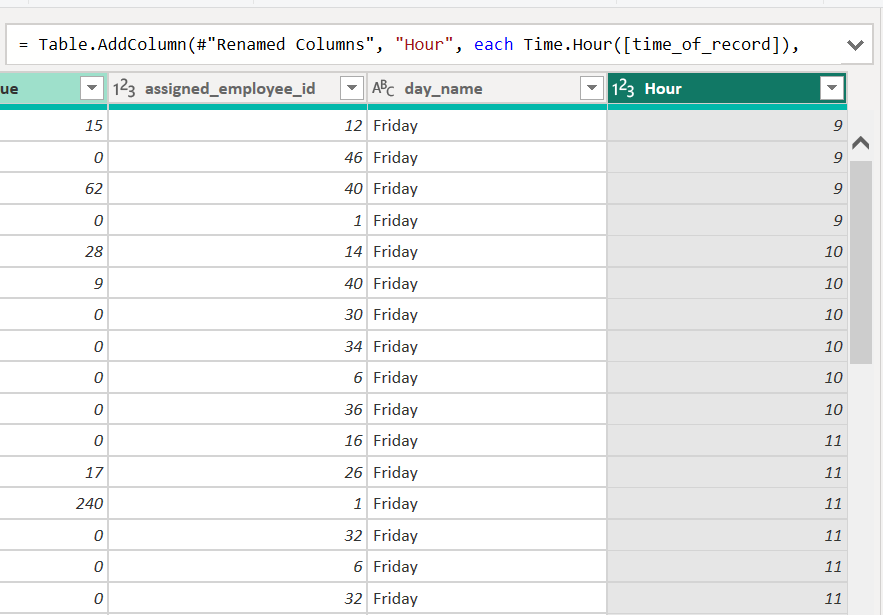 = Table.AddColumn(#"Renamed Columns", "Hour", each Time.Hour([time_of_record]),
ue 1²3 assigned_employee_id ABC day_name 1²3 Hour
15 12 Friday 9
0 46 Friday 9
62 40 Friday 9
0 1 Friday 9
28 14 Friday 10
9 40 Friday 10
0 30 Friday 10
0 34 Friday 10
0 6 Friday 10
0 36 Friday 10
0 16 Friday 11
17 26 Friday 11
240 1 Friday 11
0 32 Friday 11
0 6 Friday 11
0 32 Friday 11